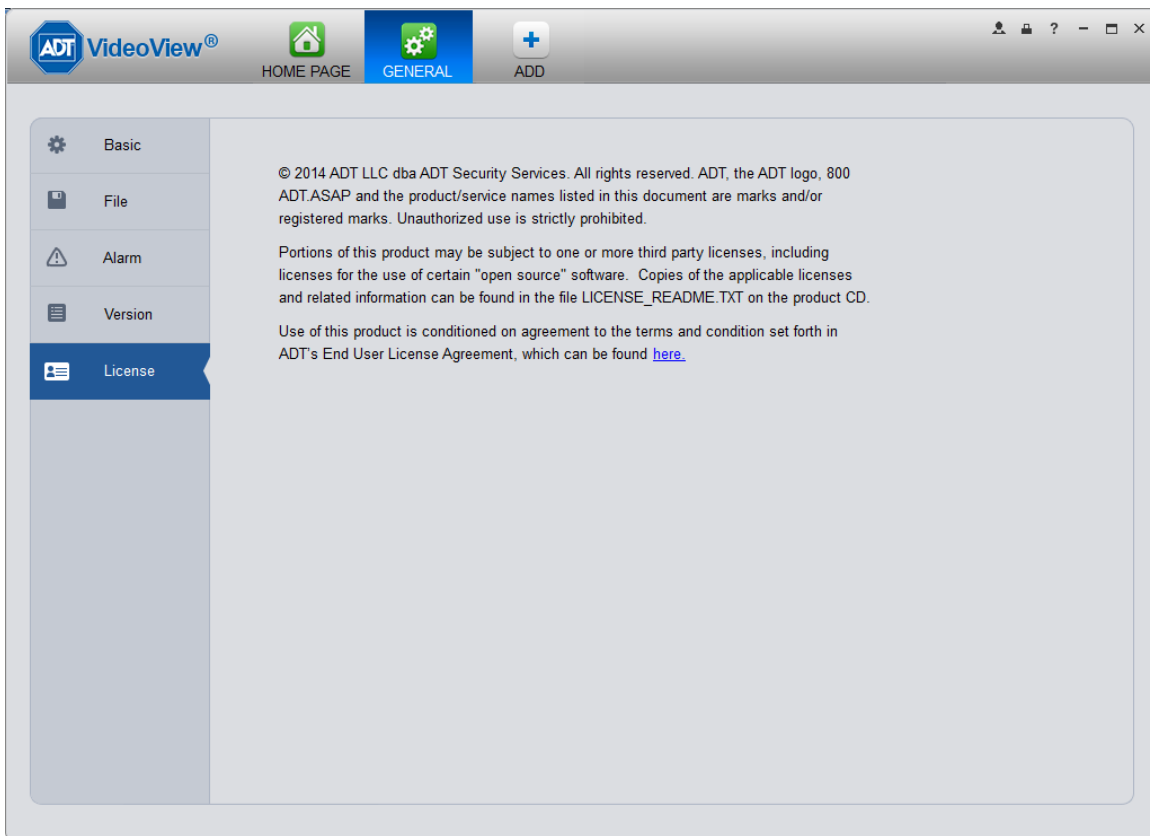 ADT VideoView®
HOME PAGE
GENERAL
ADD
?
Basic
File
Alarm
Version
License
© 2014 ADT LLC dba ADT Security Services. All rights reserved. ADT, the ADT logo, 800
ADT.ASAP and the product/service names listed in this document are marks and/or
registered marks. Unauthorized use is strictly prohibited.
Portions of this product may be subject to one or more third party licenses, including
licenses for the use of certain "open source" software.  Copies of the applicable licenses
and related information can be found in the file LICENSE_README.TXT on the product CD.
Use of this product is conditioned on agreement to the terms and condition set forth in
ADT's End User License Agreement, which can be found here.